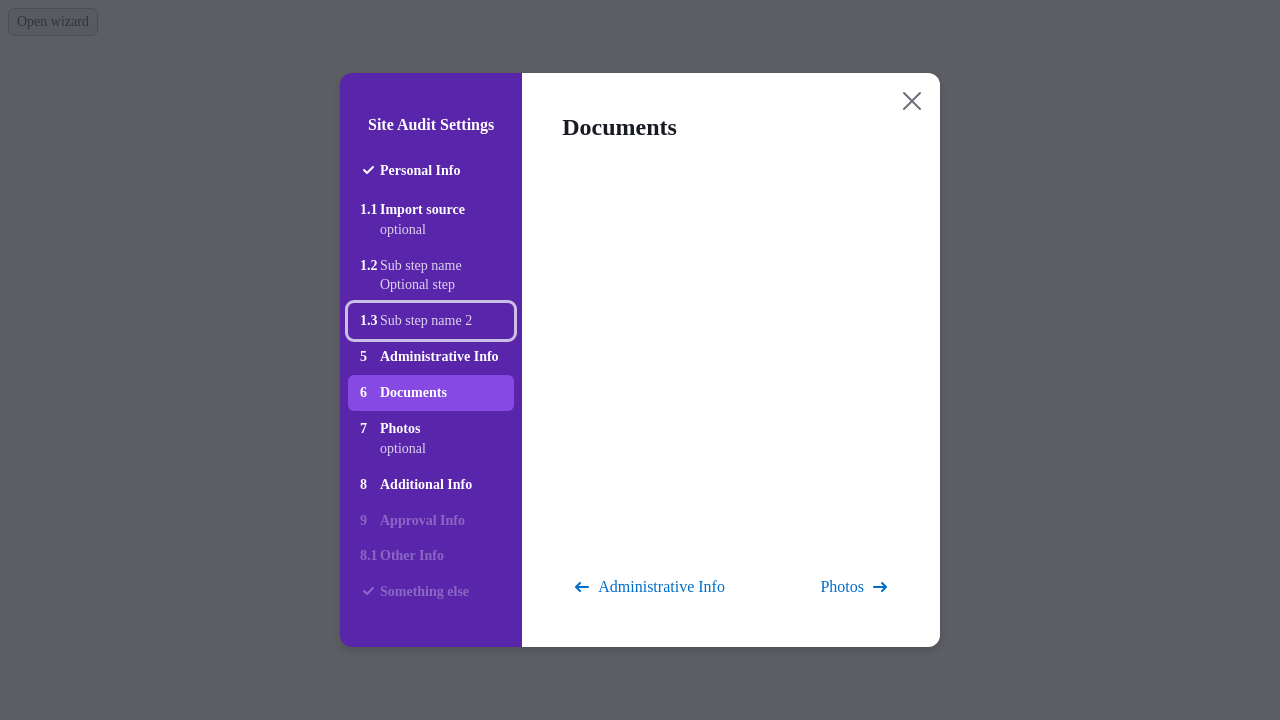 Open wizard
Site Audit Settings
Personal Info
1.1 Import source
optional
1.2 Sub step name
Optional step
1.3 Sub step name 2
5 Administrative Info
6 Documents
7 Photos
optional
8 Additional Info
9 Approval Info
8.1 Other Info
Something else
Documents
Administrative Info
Photos